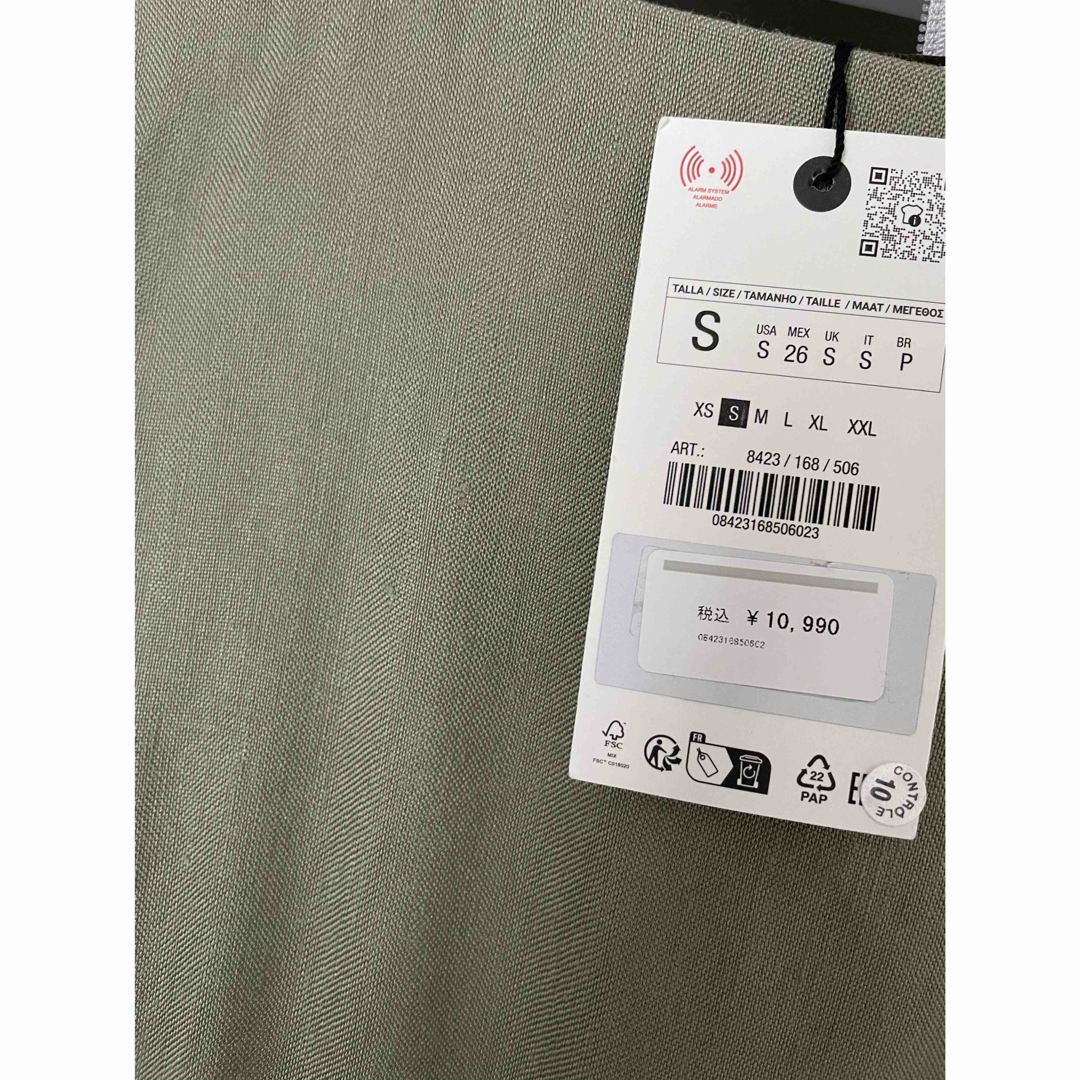 ALARM SYSTEM
ALARMADO
ALARME
TALLA / SIZE / TAMANHO / TAILLE / MAAT / ΜΕΓΕΘΟΣ
S
USA MEX UK IT BR
S 26 S S P
XS S M L XL XXL
ART.: 8423 / 168 / 506
08423168506023
税込 ¥10,990
0842316850602
FSC
MIX
FR
22
PAP
CONTROLE
10